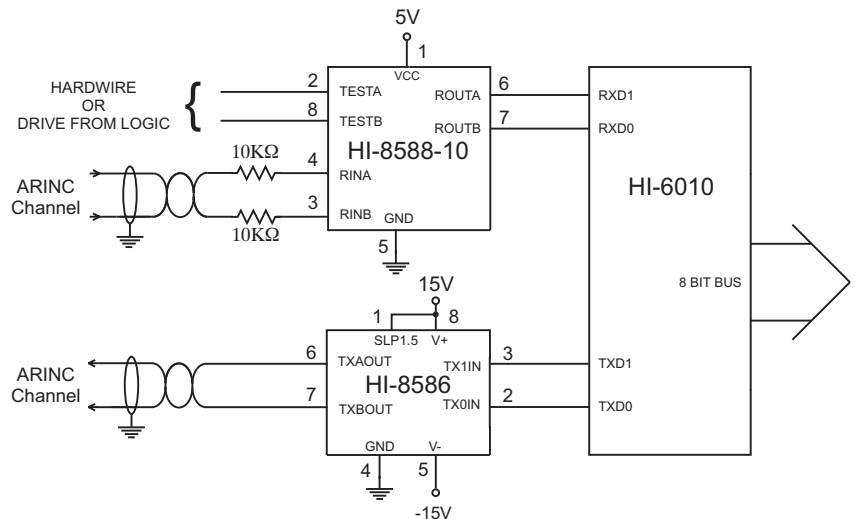 5V
1
VCC
HARDWIRE
OR
DRIVE FROM LOGIC
{
2
TESTA
8
TESTB
ROUTA
6
RXD1
ROUTB
7
RXD0
HI-8588-10
HI-6010
10KΩ
4
RINA
ARINC
Channel
3
RINB
10KΩ
GND
5
8 BIT BUS
15V
1
8
SLP1.5
V+
6
TXAOUT
TX1IN
3
TXD1
HI-8586
ARINC
Channel
7
TXBOUT
TX0IN
2
TXD0
GND
V-
4
5
-15V